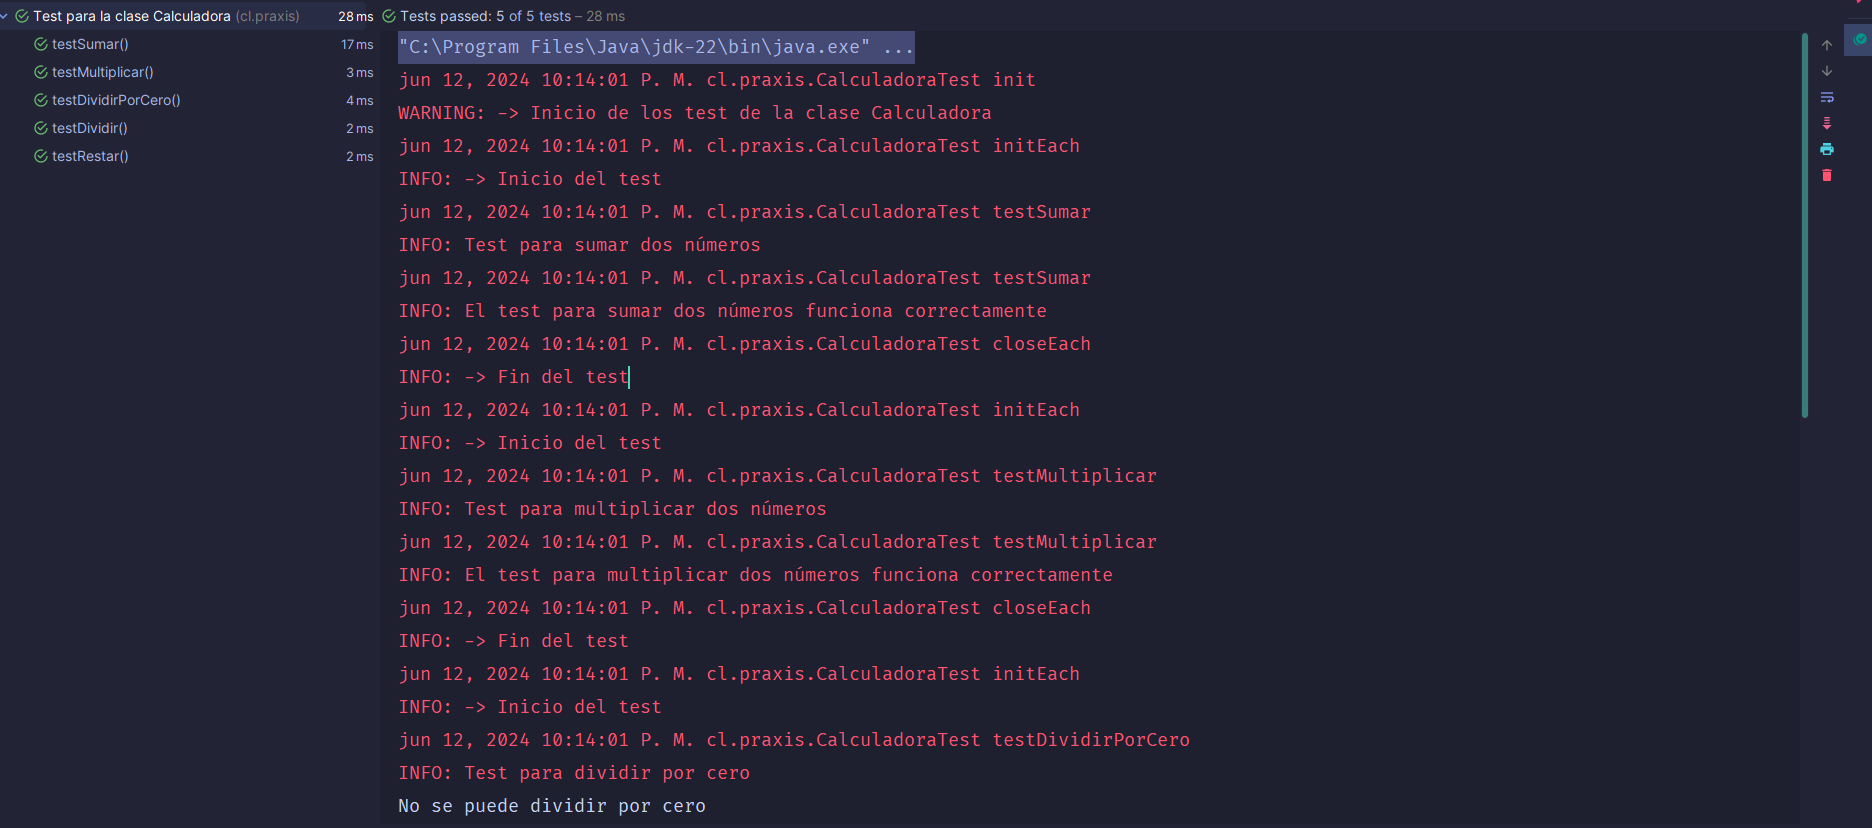 Test para la clase Calculadora (cl.praxis) 28 ms
testSumar() 17 ms
testMultiplicar() 3 ms
testDividirPorCero() 4 ms
testDividir() 2 ms
testRestar() 2 ms
Tests passed: 5 of 5 tests – 28 ms
"C:\Program Files\Java\jdk-22\bin\java.exe" ...
jun 12, 2024 10:14:01 P. M. cl.praxis.CalculadoraTest init
WARNING: -> Inicio de los test de la clase Calculadora
jun 12, 2024 10:14:01 P. M. cl.praxis.CalculadoraTest initEach
INFO: -> Inicio del test
jun 12, 2024 10:14:01 P. M. cl.praxis.CalculadoraTest testSumar
INFO: Test para sumar dos números
jun 12, 2024 10:14:01 P. M. cl.praxis.CalculadoraTest testSumar
INFO: El test para sumar dos números funciona correctamente
jun 12, 2024 10:14:01 P. M. cl.praxis.CalculadoraTest closeEach
INFO: -> Fin del test
jun 12, 2024 10:14:01 P. M. cl.praxis.CalculadoraTest initEach
INFO: -> Inicio del test
jun 12, 2024 10:14:01 P. M. cl.praxis.CalculadoraTest testMultiplicar
INFO: Test para multiplicar dos números
jun 12, 2024 10:14:01 P. M. cl.praxis.CalculadoraTest testMultiplicar
INFO: El test para multiplicar dos números funciona correctamente
jun 12, 2024 10:14:01 P. M. cl.praxis.CalculadoraTest closeEach
INFO: -> Fin del test
jun 12, 2024 10:14:01 P. M. cl.praxis.CalculadoraTest initEach
INFO: -> Inicio del test
jun 12, 2024 10:14:01 P. M. cl.praxis.CalculadoraTest testDividirPorCero
INFO: Test para dividir por cero
No se puede dividir por cero